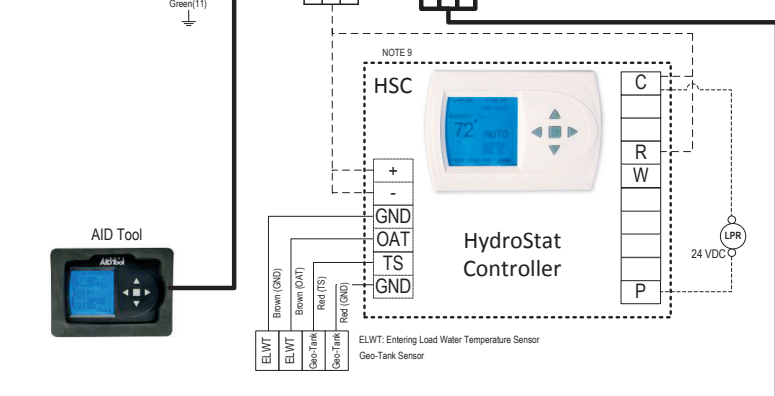 Green(11)
NOTE 9
HSC
72°
AUTO
C
R
W
P
+
-
GND
OAT
TS
GND
HydroStat
Controller
LPR
24 VDC
AID Tool
AIDTool
Brown (GND)
Brown (OAT)
Red (TS)
Red (GND)
ELWT
ELWT
Geo-Tank
Geo-Tank
ELWT: Entering Load Water Temperature Sensor
Geo-Tank Sensor